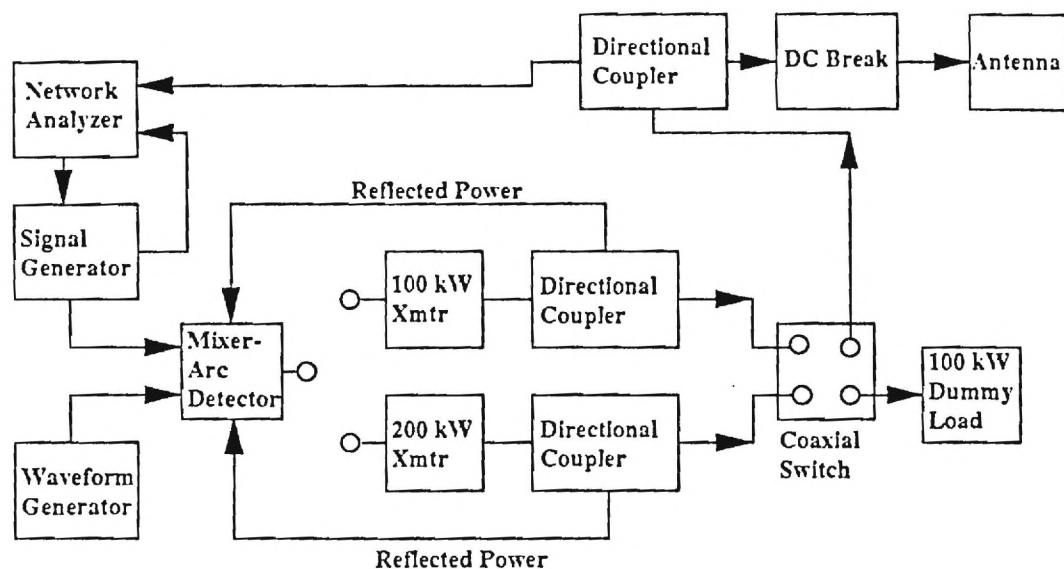 Directional
Coupler
DC Break
Antenna
Network
Analyzer
Reflected Power
Signal
Generator
100 kW
Xmtr
Directional
Coupler
Mixer-
Arc
Detector
100 kW
Dummy
Load
200 kW
Xmtr
Directional
Coupler
Coaxial
Switch
Waveform
Generator
Reflected Power